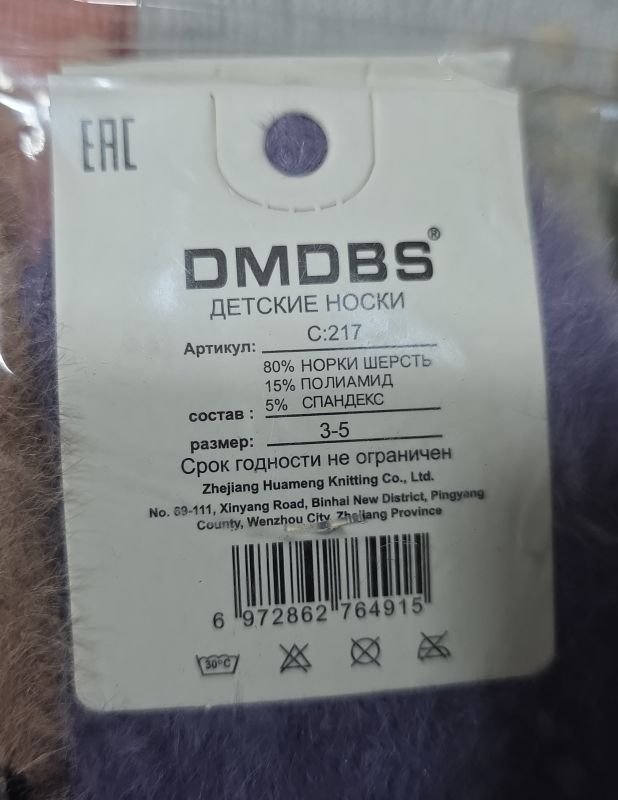 EAC
DMDBS®
ДЕТСКИЕ НОСКИ
Артикул: C:217
80% НОРКИ ШЕРСТЬ
15% ПОЛИАМИД
состав : 5% СПАНДЕКС
размер: 3-5
Срок годности не ограничен
Zhejiang Huameng Knitting Co., Ltd.
No. 69-111, Xinyang Road, Binhai New District, Pingyang
County, Wenzhou City, Zhejiang Province
6 972862 764915
30°C